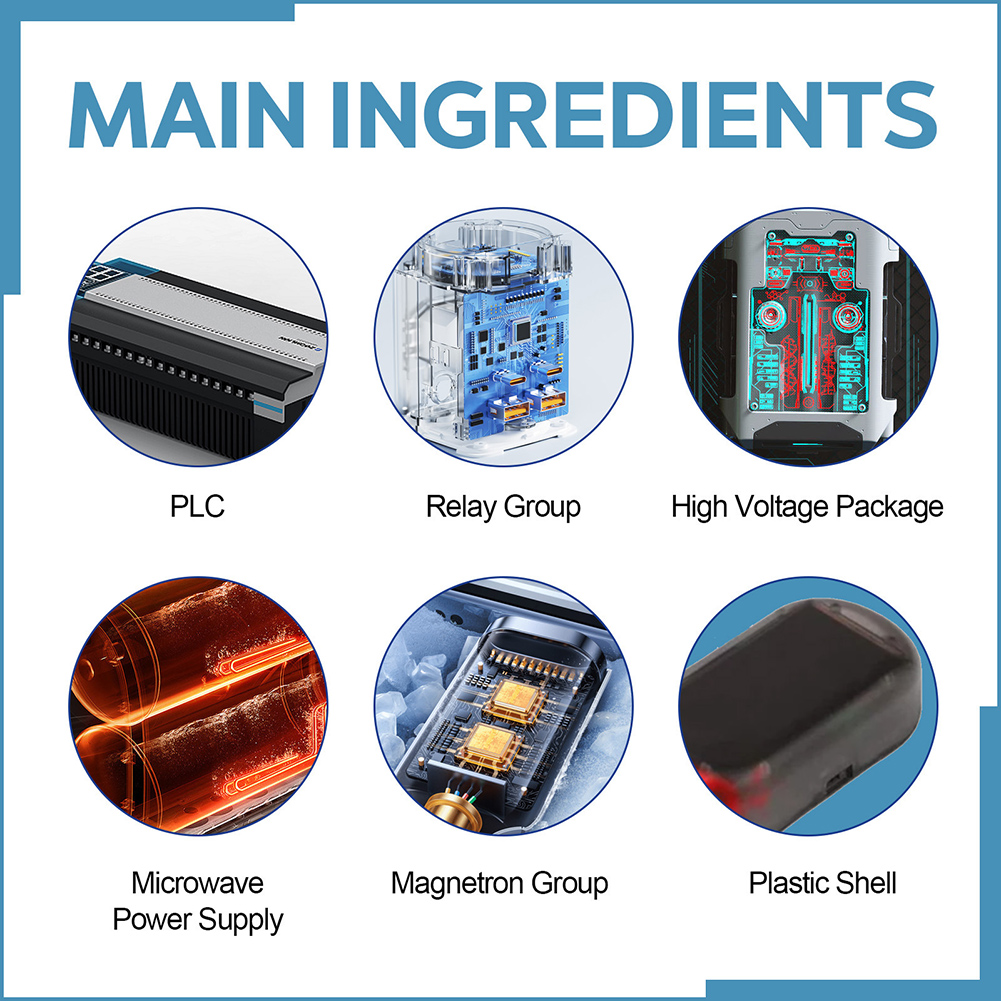 MAIN INGREDIENTS
PLC
Relay Group
High Voltage Package
Microwave
Power Supply
Magnetron Group
Plastic Shell